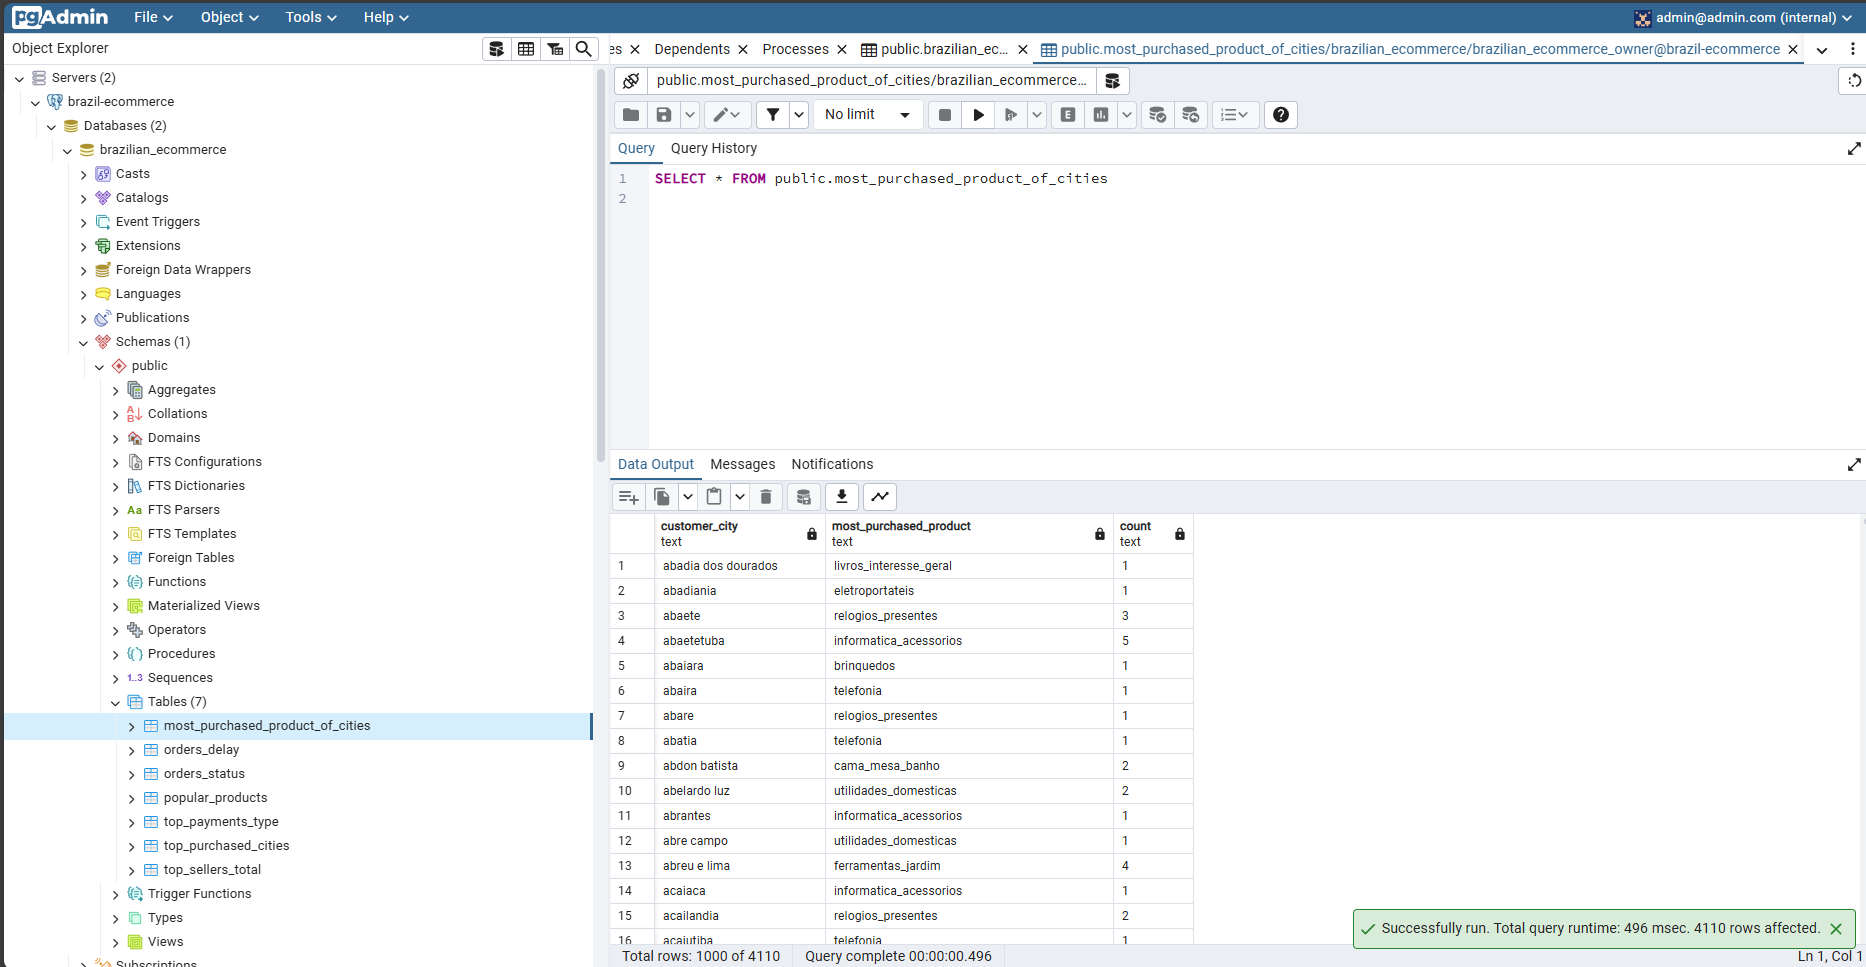 pgAdmin File Object Tools Help admin@admin.com (internal)
Object Explorer
Servers (2)
brazil-ecommerce
Databases (2)
brazilian_ecommerce
Casts
Catalogs
Event Triggers
Extensions
Foreign Data Wrappers
Languages
Publications
Schemas (1)
public
Aggregates
Collations
Domains
FTS Configurations
FTS Dictionaries
Aa FTS Parsers
FTS Templates
Foreign Tables
Functions
Materialized Views
Operators
Procedures
1..3 Sequences
Tables (7)
most_purchased_product_of_cities
orders_delay
orders_status
popular_products
top_payments_type
top_purchased_cities
top_sellers_total
Trigger Functions
Types
Views
Subscriptions
es Dependents Processes public.brazilian_ec... public.most_purchased_product_of_cities/brazilian_ecommerce/brazilian_ecommerce_owner@brazil-ecommerce
public.most_purchased_product_of_cities/brazilian_ecommerce...
No limit E
Query Query History
1 SELECT * FROM public.most_purchased_product_of_cities
2
Data Output Messages Notifications
customer_city most_purchased_product count
text text text
1 abadia dos dourados livros_interesse_geral 1
2 abadiania eletroportateis 1
3 abaete relogios_presentes 3
4 abaetetuba informatica_acessorios 5
5 abaiara brinquedos 1
6 abaira telefonia 1
7 abare relogios_presentes 1
8 abatia telefonia 1
9 abdon batista cama_mesa_banho 2
10 abelardo luz utilidades_domesticas 2
11 abrantes informatica_acessorios 1
12 abre campo utilidades_domesticas 1
13 abreu e lima ferramentas_jardim 4
14 acaiaca informatica_acessorios 1
15 acailandia relogios_presentes 2
16 acajutiba telefonia 1
Successfully run. Total query runtime: 496 msec. 4110 rows affected.
Total rows: 1000 of 4110 Query complete 00:00:00.496 Ln 1, Col 1